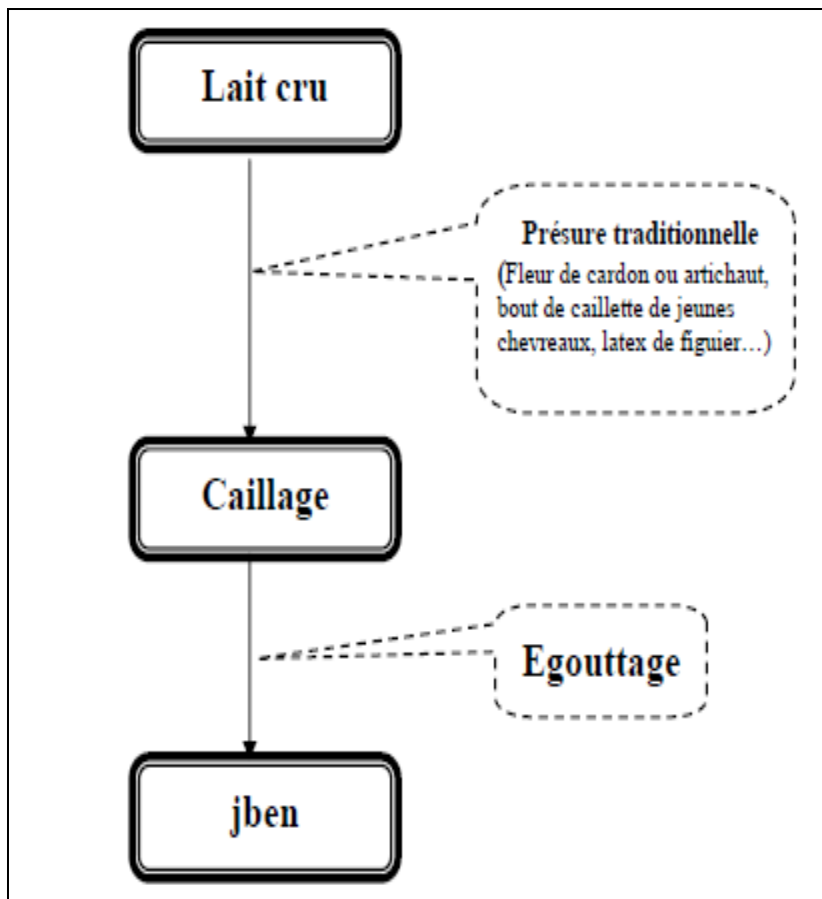 Lait cru
Présure traditionnelle
(Fleur de cardon ou artichaut,
bout de caillette de jeunes
chevreaux, latex de figuier…)
Caillage
Egouttage
jben